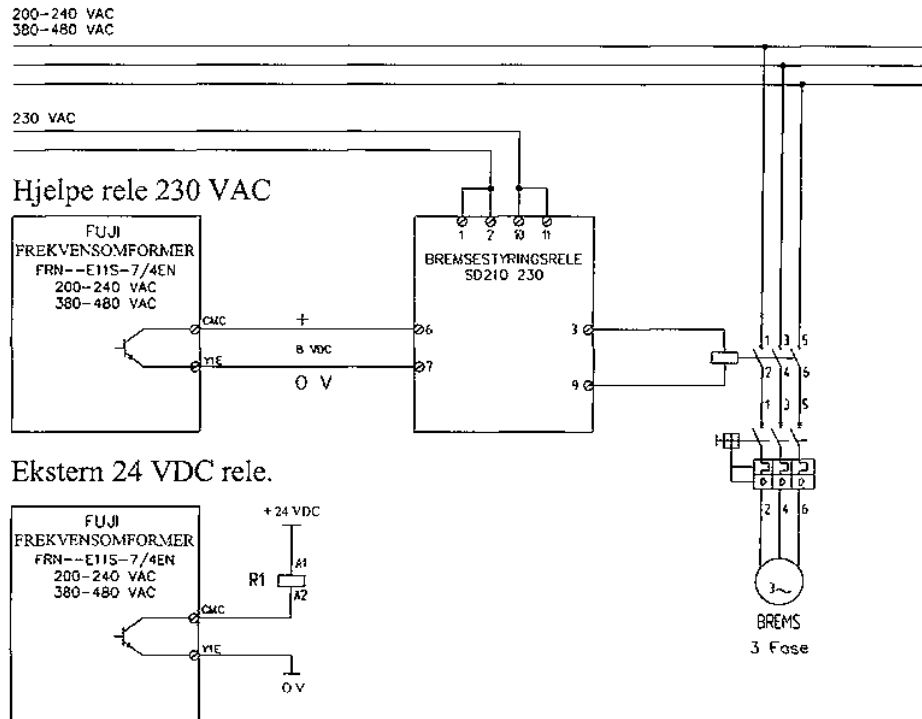 200-240 VAC
380-480 VAC
230 VAC
Hjelpe rele 230 VAC
FUJI
FREKVENSOMFORMER
FRN--E11S-7/4EN
200-240 VAC
380-480 VAC
CMC
Y1E
+
8 VDC
0 V
1 2 10 11
BREMSESTYRINGSRELE
SD210 230
6
7
3
9
1 3 5
2 4 6
1 3 5
2 4 6
3~
BREMS
3 Fase
Ekstern 24 VDC rele.
FUJI
FREKVENSOMFORMER
FRN--E11S-7/4EN
200-240 VAC
380-480 VAC
CMC
Y1E
+24 VDC
A1
R1
A2
0 V